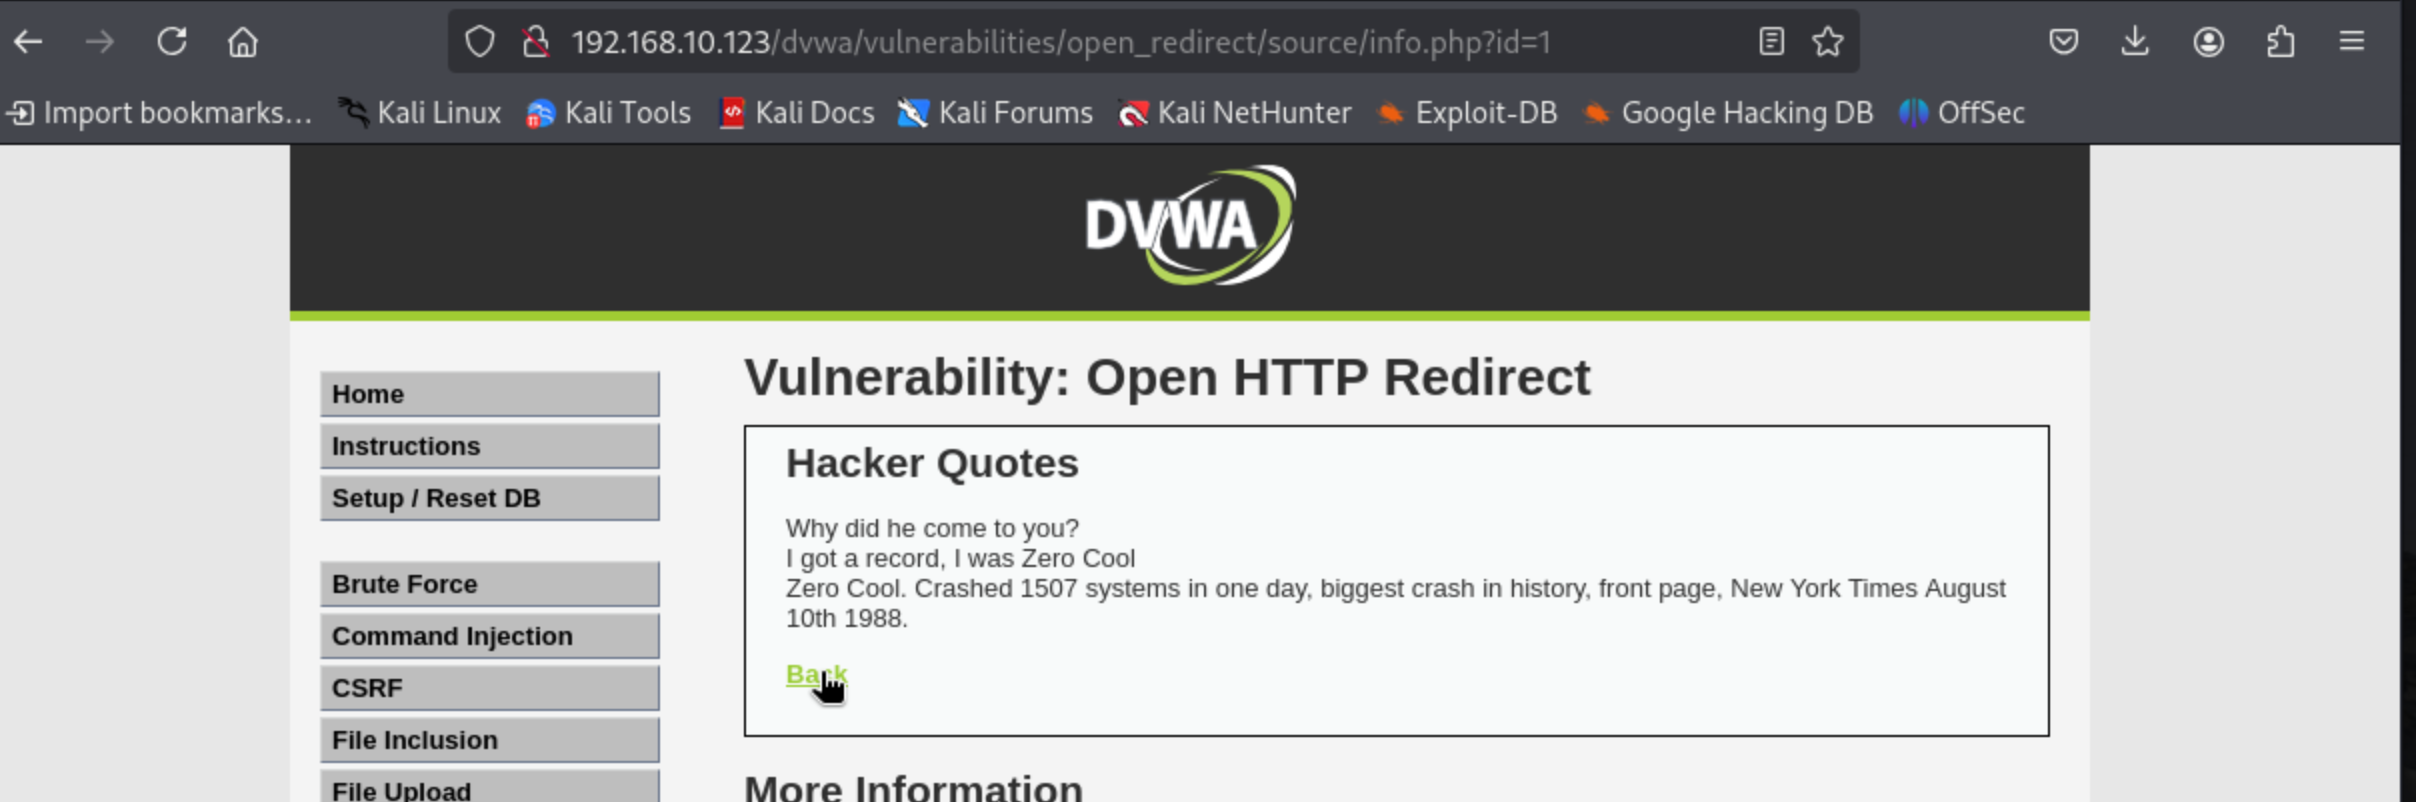 192.168.10.123/dvwa/vulnerabilities/open_redirect/source/info.php?id=1
Import bookmarks... Kali Linux Kali Tools Kali Docs Kali Forums Kali NetHunter Exploit-DB Google Hacking DB OffSec
DVWA
Home
Instructions
Setup / Reset DB
Brute Force
Command Injection
CSRF
File Inclusion
File Upload
Vulnerability: Open HTTP Redirect
Hacker Quotes
Why did he come to you?
I got a record, I was Zero Cool
Zero Cool. Crashed 1507 systems in one day, biggest crash in history, front page, New York Times August
10th 1988.
Back
More Information